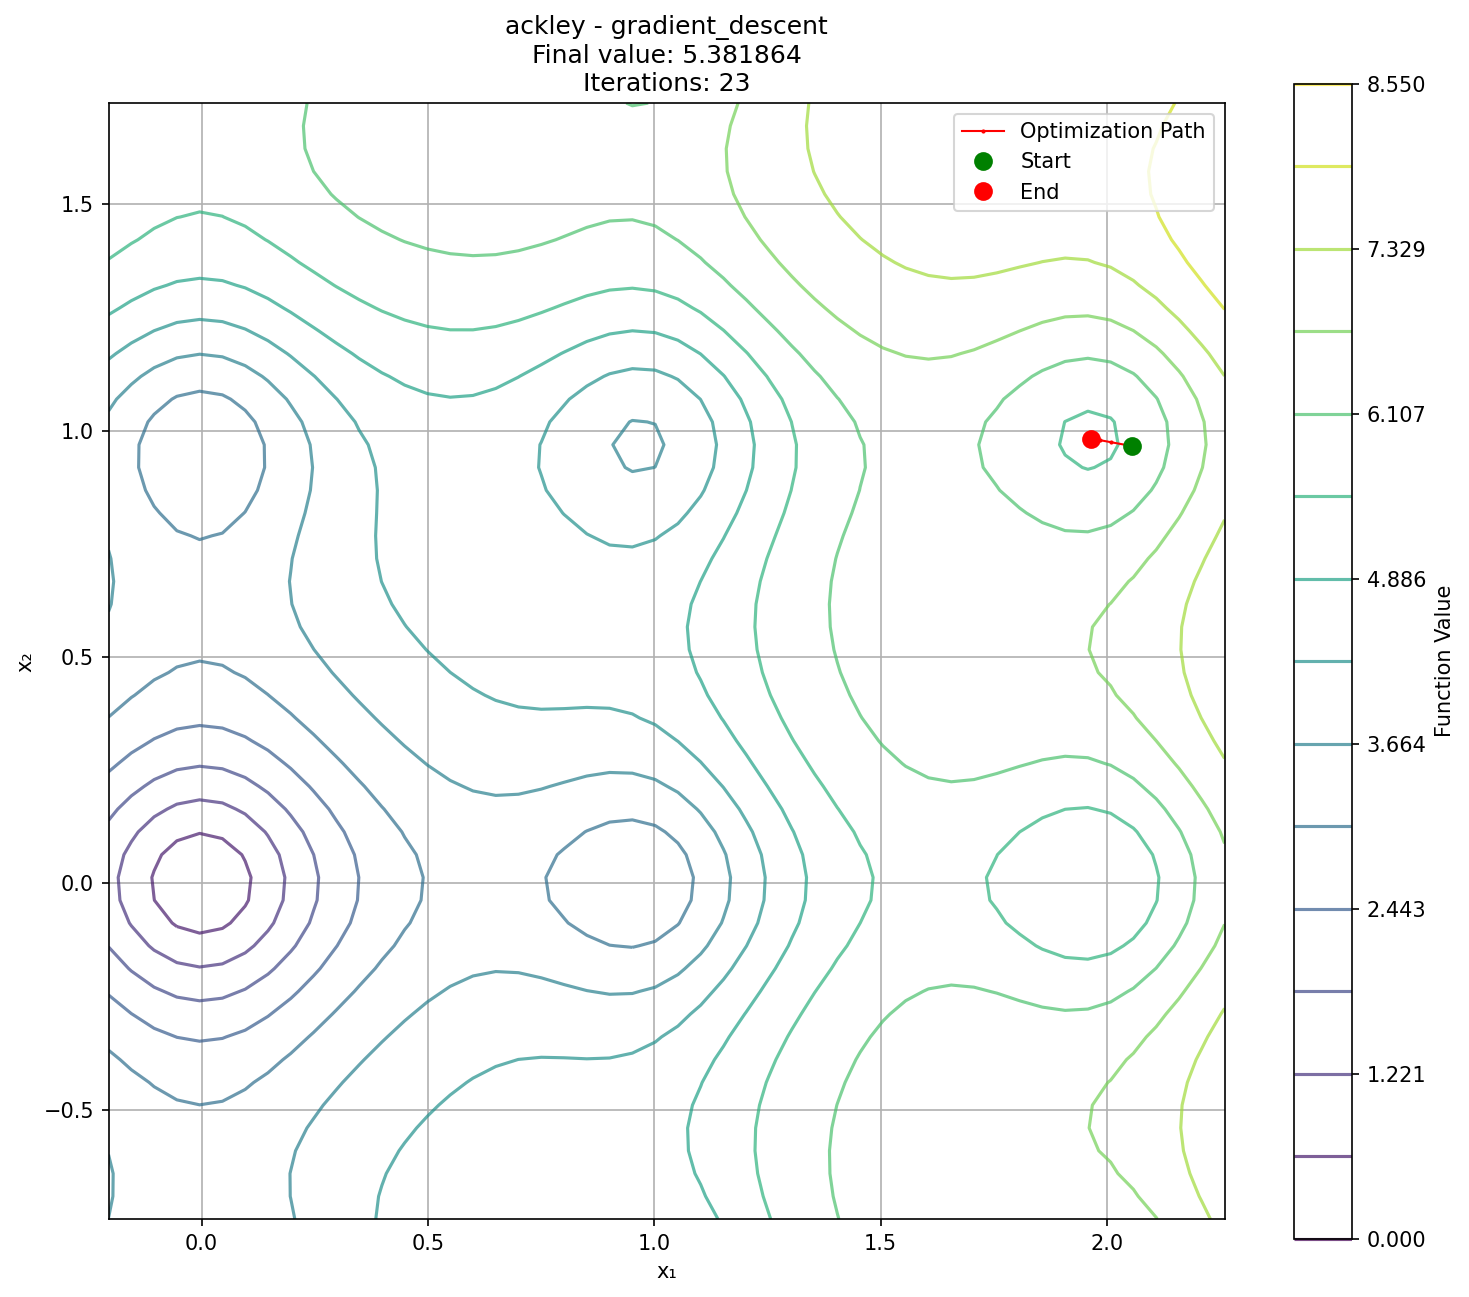 ackley - gradient_descent
Final value: 5.381864
Iterations: 23
Optimization Path
Start
End
1.5
1.0
0.5
0.0
−0.5
x₂
0.0
0.5
1.0
1.5
2.0
x₁
8.550
7.329
6.107
4.886
3.664
2.443
1.221
0.000
Function Value